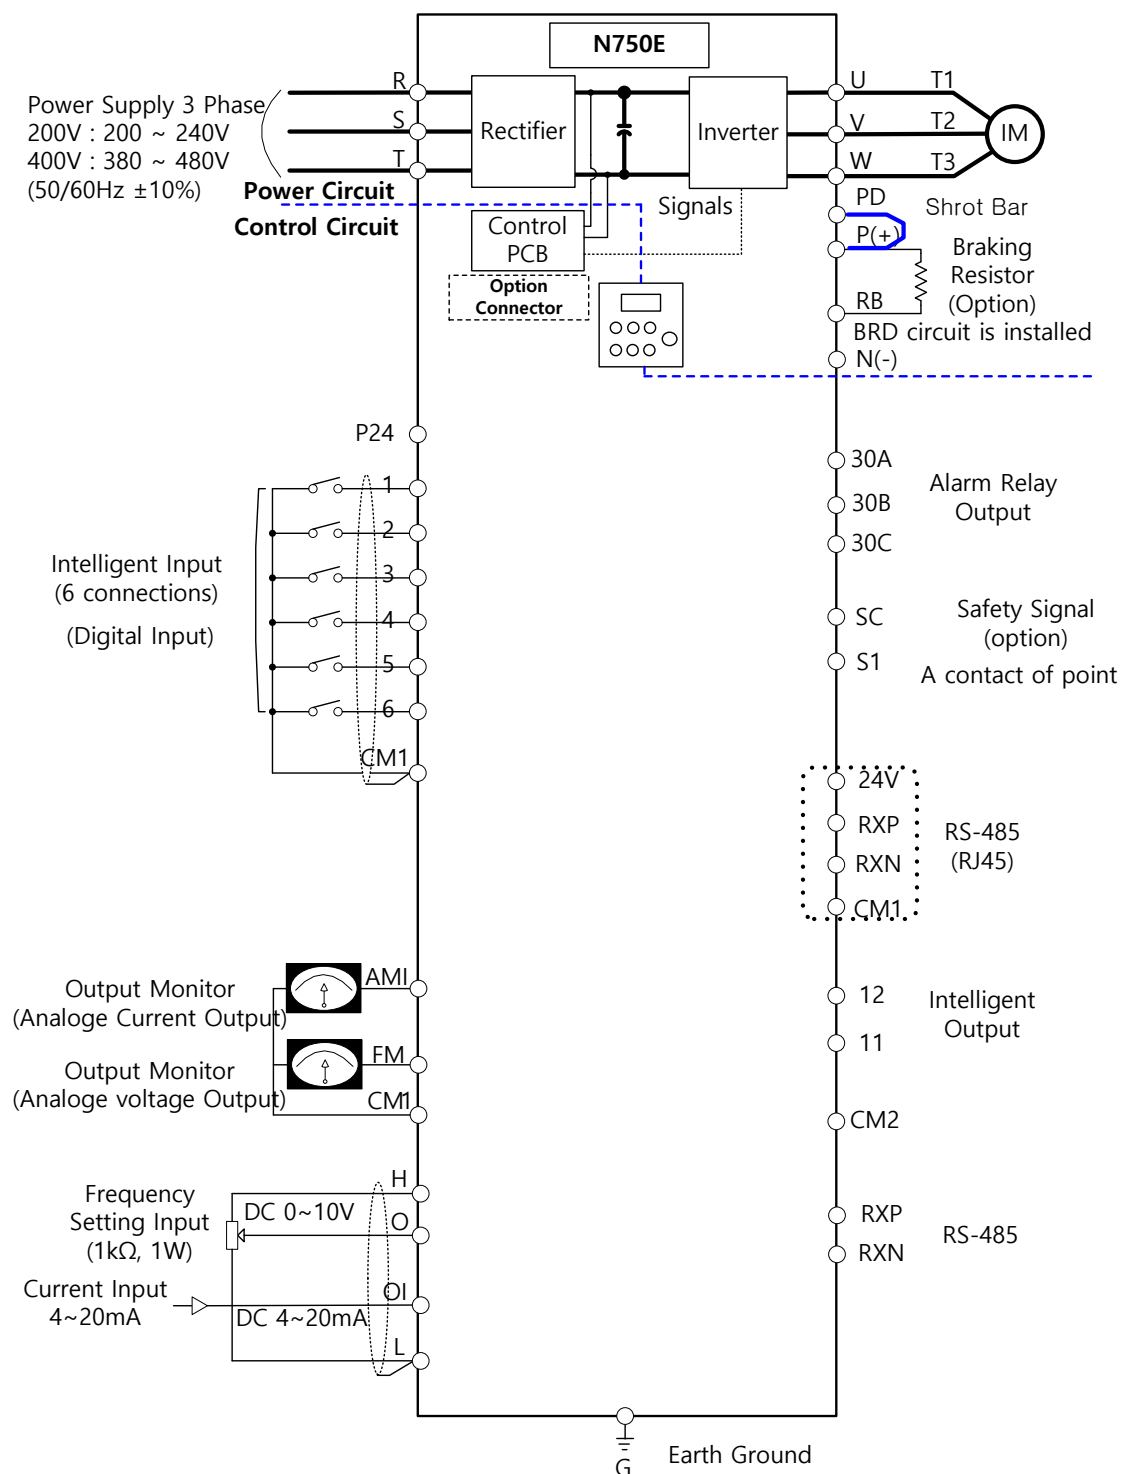 N750E
Power Supply 3 Phase
200V : 200 ~ 240V
400V : 380 ~ 480V
(50/60Hz ±10%)
R
S
T
Rectifier
Inverter
U
V
W
T1
T2
T3
IM
Power Circuit
Control Circuit
Control
PCB
Option
Connector
Signals
PD
P(+)
RB
N(-)
Shrot Bar
Braking
Resistor
(Option)
BRD circuit is installed
P24
1
2
3
4
5
6
CM1
Intelligent Input
(6 connections)
(Digital Input)
30A
30B
30C
Alarm Relay
Output
SC
S1
Safety Signal
(option)
A contact of point
24V
RXP
RXN
CM1
RS-485
(RJ45)
Output Monitor
(Analoge Current Output)
AMI
Output Monitor
(Analoge voltage Output)
FM
CM1
12
11
Intelligent
Output
CM2
Frequency
Setting Input
(1kΩ, 1W)
H
DC 0~10V
O
Current Input
4~20mA
OI
DC 4~20mA
L
RXP
RXN
RS-485
G
Earth Ground